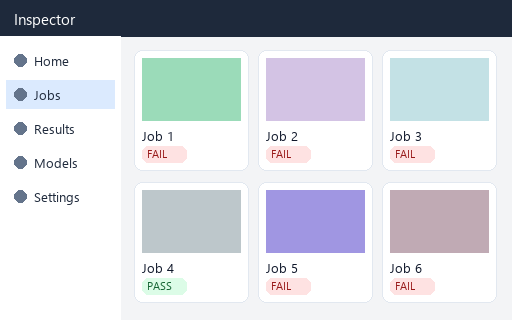 Inspector
Home
Jobs
Results
Models
Settings
Job 1
FAIL
Job 2
FAIL
Job 3
FAIL
Job 4
PASS
Job 5
FAIL
Job 6
FAIL